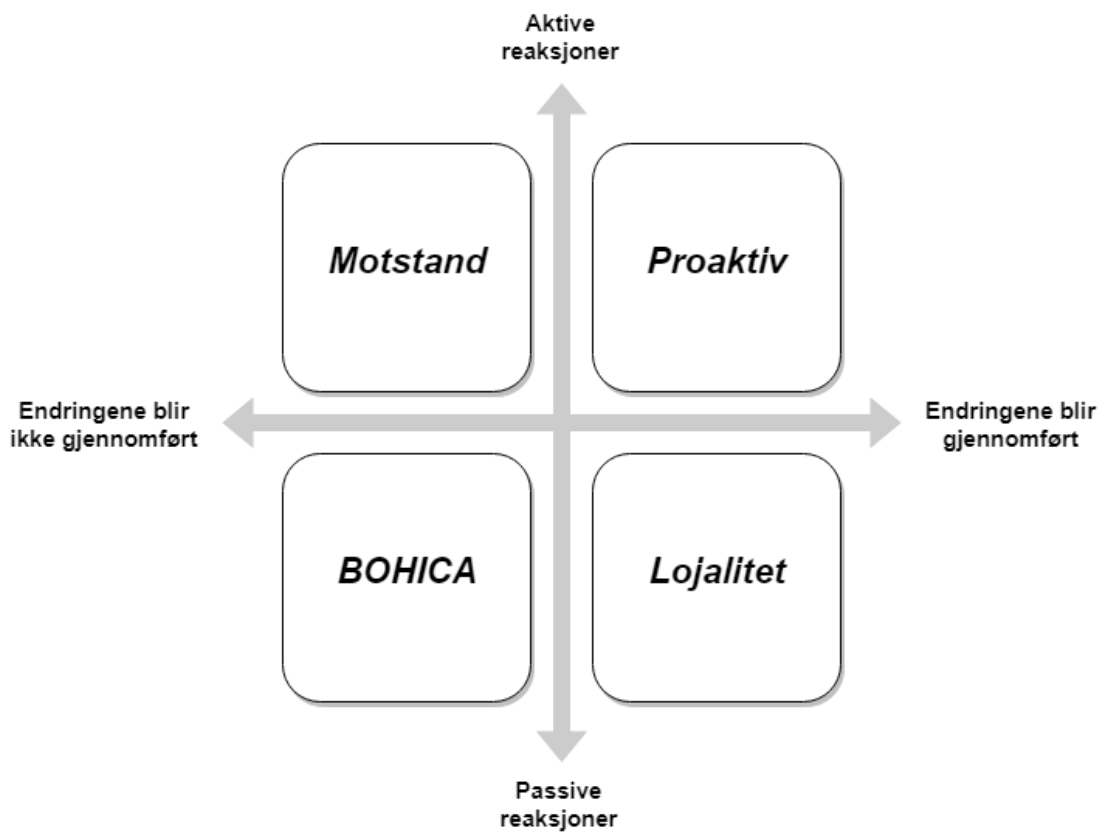 Aktive
reaksjoner
Motstand
Proaktiv
Endringene blir
ikke gjennomført
Endringene blir
gjennomført
BOHICA
Lojalitet
Passive
reaksjoner